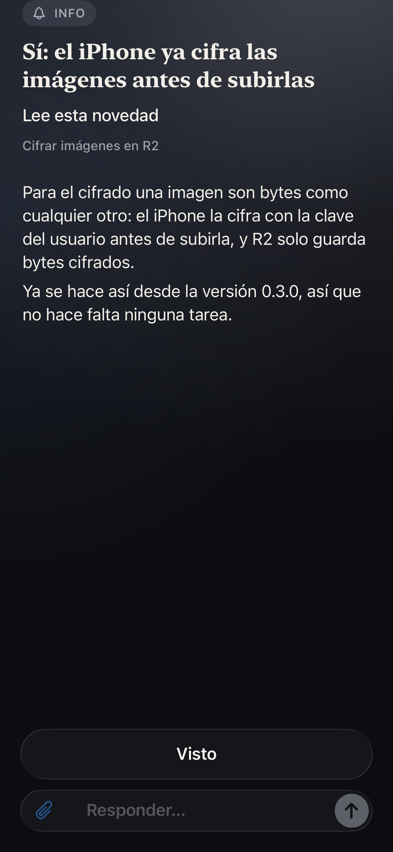 INFO
Sí: el iPhone ya cifra las
imágenes antes de subirlas
Lee esta novedad
Cifrar imágenes en R2
Para el cifrado una imagen son bytes como
cualquier otro: el iPhone la cifra con la clave
del usuario antes de subirla, y R2 solo guarda
bytes cifrados.
Ya se hace así desde la versión 0.3.0, así que
no hace falta ninguna tarea.
Visto
Responder...